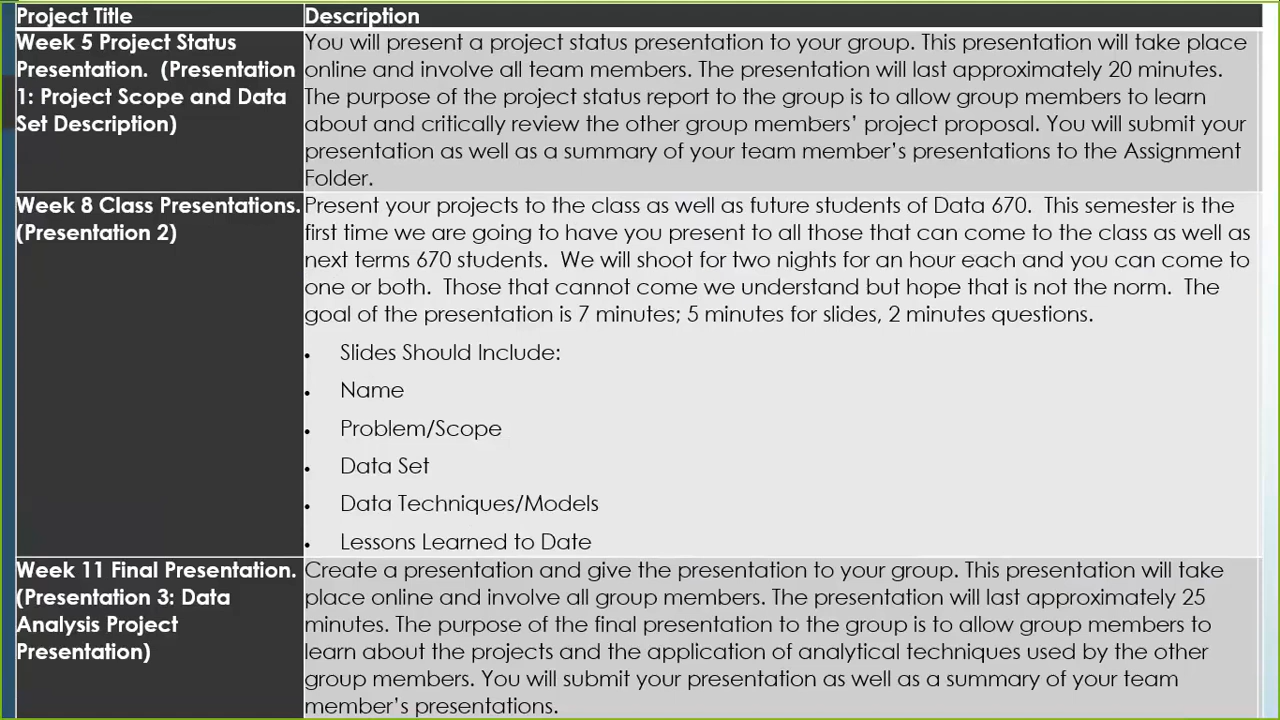 Project Title
Description
Week 5 Project Status
Presentation.  (Presentation
1: Project Scope and Data
Set Description)
You will present a project status presentation to your group. This presentation will take place
online and involve all team members. The presentation will last approximately 20 minutes.
The purpose of the project status report to the group is to allow group members to learn
about and critically review the other group members’ project proposal. You will submit your
presentation as well as a summary of your team member’s presentations to the Assignment
Folder.
Week 8 Class Presentations.
(Presentation 2)
Present your projects to the class as well as future students of Data 670.  This semester is the
first time we are going to have you present to all those that can come to the class as well as
next terms 670 students.  We will shoot for two nights for an hour each and you can come to
one or both.  Those that cannot come we understand but hope that is not the norm.  The
goal of the presentation is 7 minutes; 5 minutes for slides, 2 minutes questions.
• Slides Should Include:
• Name
• Problem/Scope
• Data Set
• Data Techniques/Models
• Lessons Learned to Date
Week 11 Final Presentation.
(Presentation 3: Data
Analysis Project
Presentation)
Create a presentation and give the presentation to your group. This presentation will take
place online and involve all group members. The presentation will last approximately 25
minutes. The purpose of the final presentation to the group is to allow group members to
learn about the projects and the application of analytical techniques used by the other
group members. You will submit your presentation as well as a summary of your team
member’s presentations.